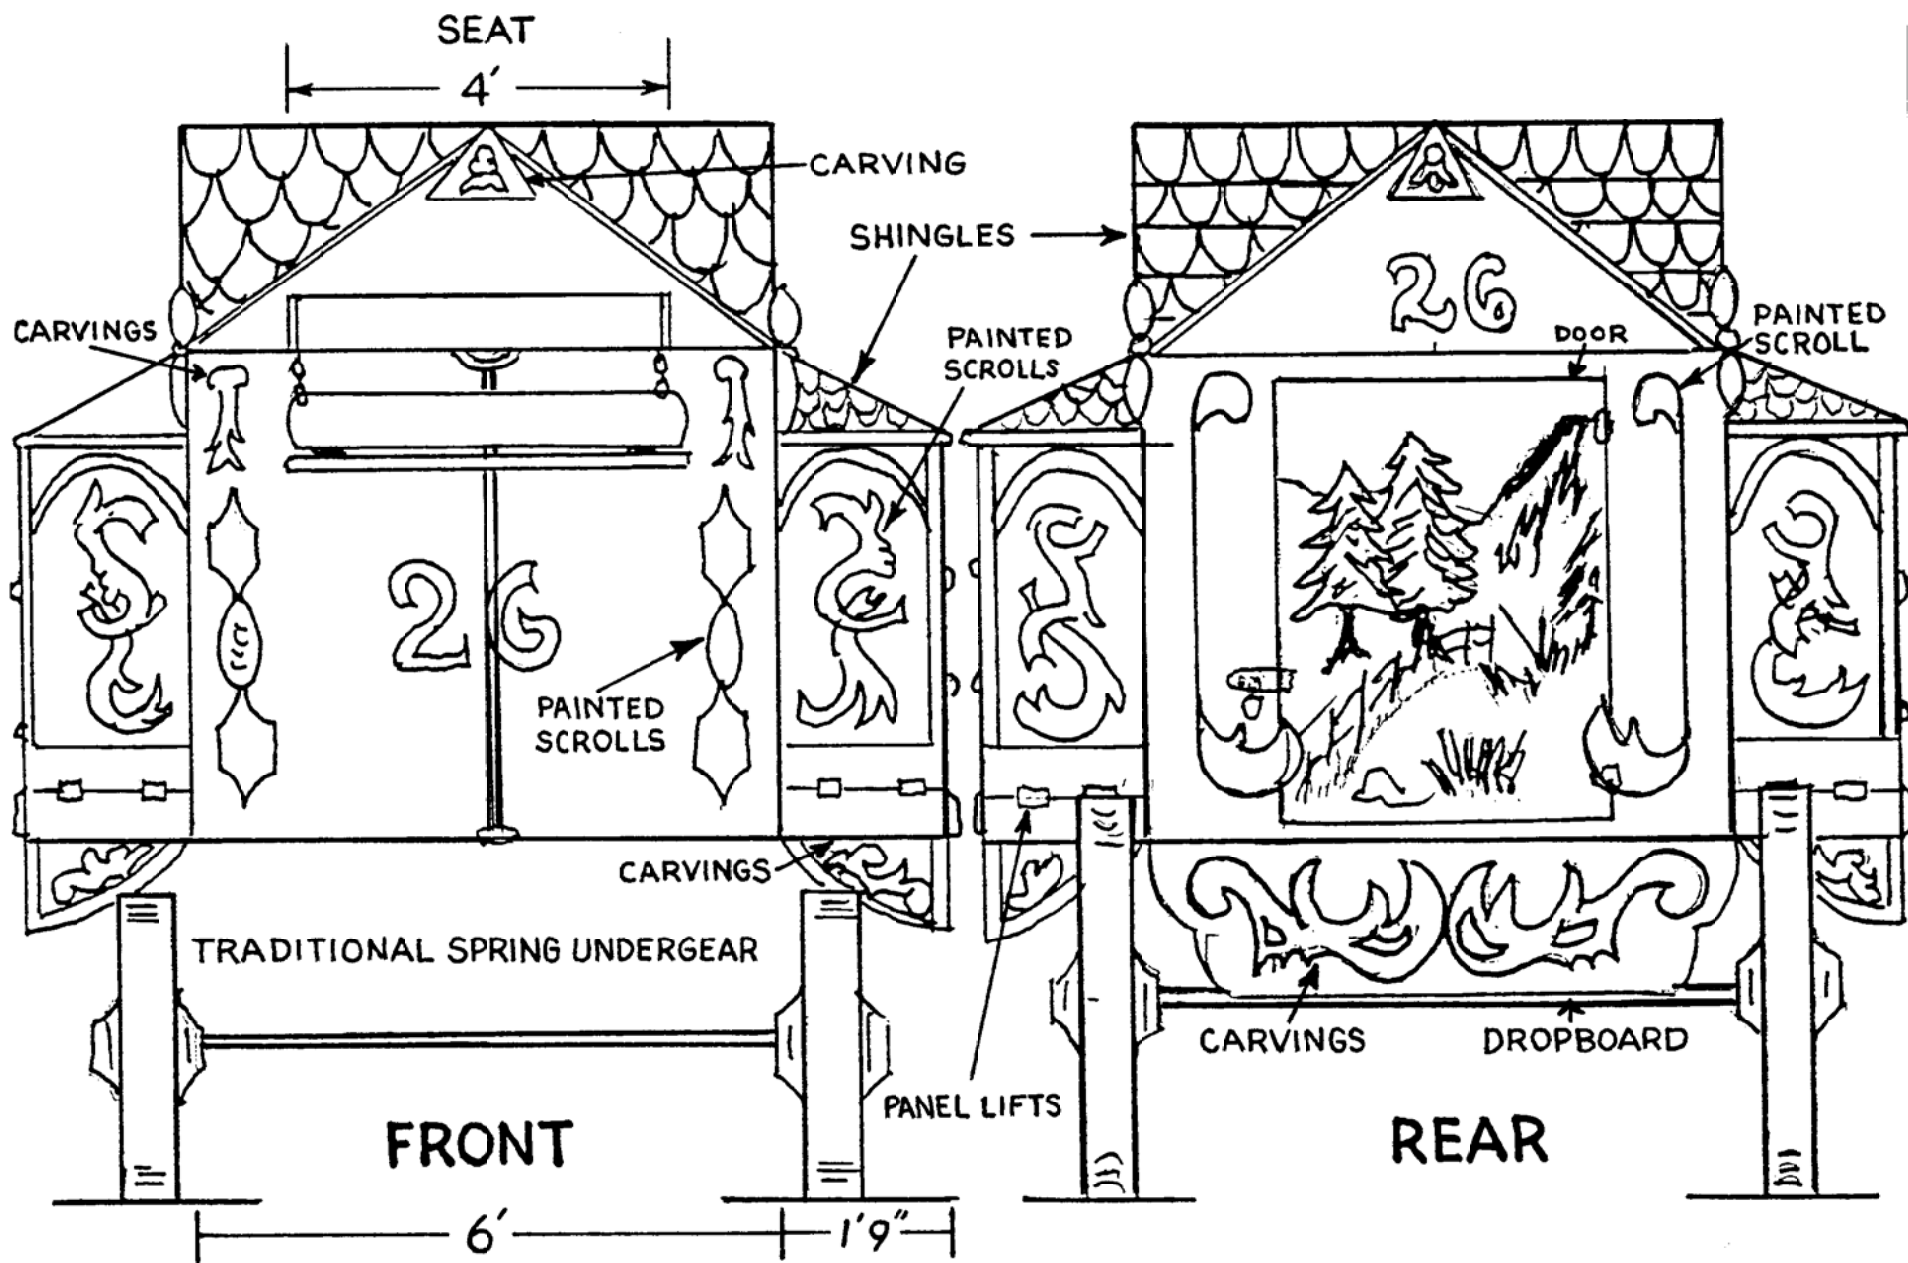 SEAT
4'
CARVING
SHINGLES
CARVINGS
PAINTED
SCROLLS
26
DOOR
PAINTED
SCROLL
26
PAINTED
SCROLLS
CARVINGS
TRADITIONAL SPRING UNDERGEAR
CARVINGS
DROPBOARD
PANEL LIFTS
FRONT
REAR
6'
1'9"